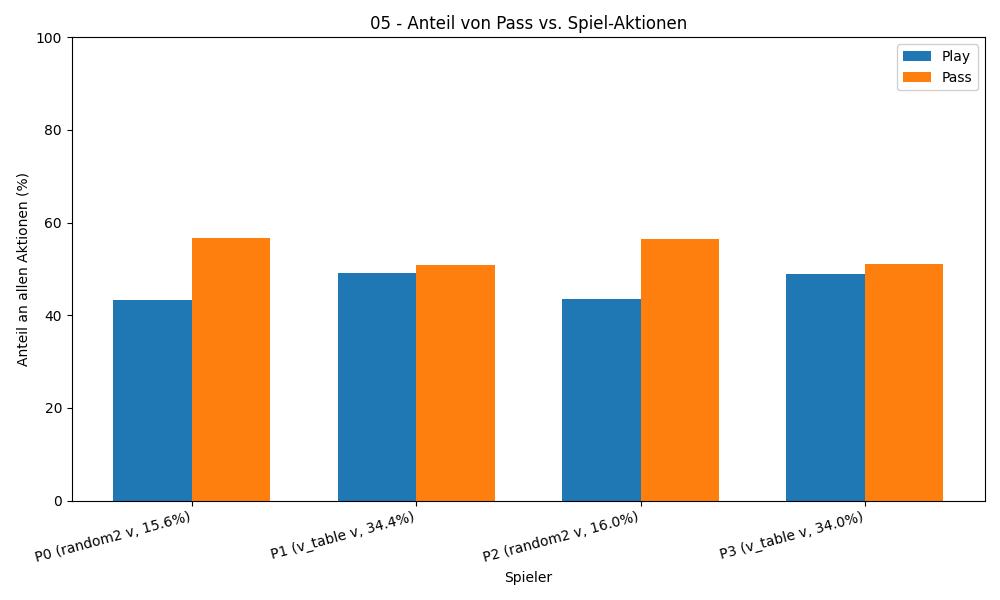 05 - Anteil von Pass vs. Spiel-Aktionen
Play
Pass
Anteil an allen Aktionen (%)
100
80
60
40
20
0
P0 (random2 v, 15.6%)
P1 (v_table v, 34.4%)
P2 (random2 v, 16.0%)
P3 (v_table v, 34.0%)
Spieler